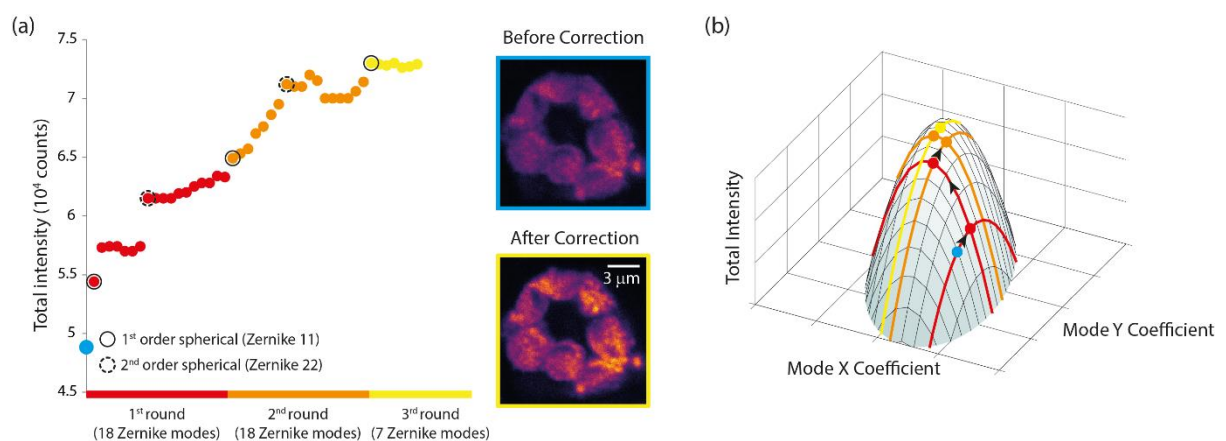 (a)
7.5
7
6.5
6
5.5
5
4.5
Total intensity (10⁴ counts)
1st order spherical (Zernike 11)
2nd order spherical (Zernike 22)
1st round
(18 Zernike modes)
2nd round
(18 Zernike modes)
3rd round
(7 Zernike modes)
Before Correction
After Correction
3 μm
(b)
Total Intensity
Mode X Coefficient
Mode Y Coefficient